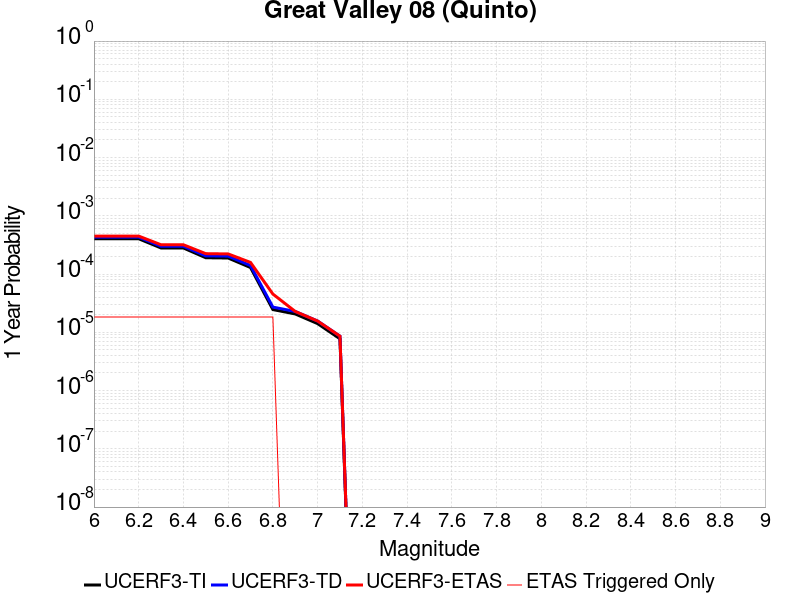 Great Valley 08 (Quinto)
10^0
10^-1
10^-2
10^-3
10^-4
10^-5
10^-6
10^-7
10^-8
1 Year Probability
6 6.2 6.4 6.6 6.8 7 7.2 7.4 7.6 7.8 8 8.2 8.4 8.6 8.8 9
Magnitude
UCERF3-TI UCERF3-TD UCERF3-ETAS ETAS Triggered Only